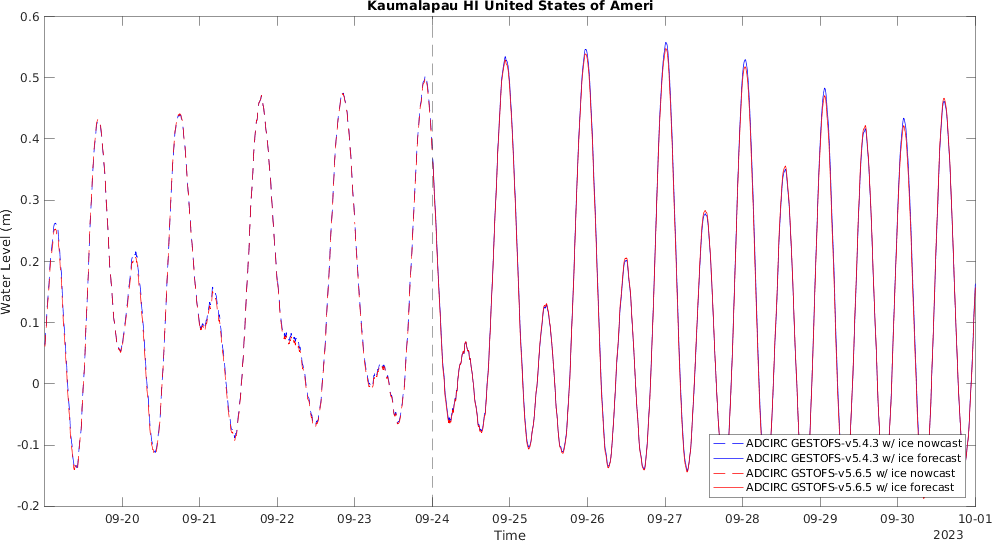 Kaumalapau HI United States of Ameri
0.6
0.5
0.4
0.3
0.2
0.1
0
-0.1
-0.2
Water Level (m)
ADCIRC GESTOFS-v5.4.3 w/ ice nowcast
ADCIRC GESTOFS-v5.4.3 w/ ice forecast
ADCIRC GSTOFS-v5.6.5 w/ ice nowcast
ADCIRC GSTOFS-v5.6.5 w/ ice forecast
09-20 09-21 09-22 09-23 09-24 09-25 09-26 09-27 09-28 09-29 09-30 10-01
Time
2023